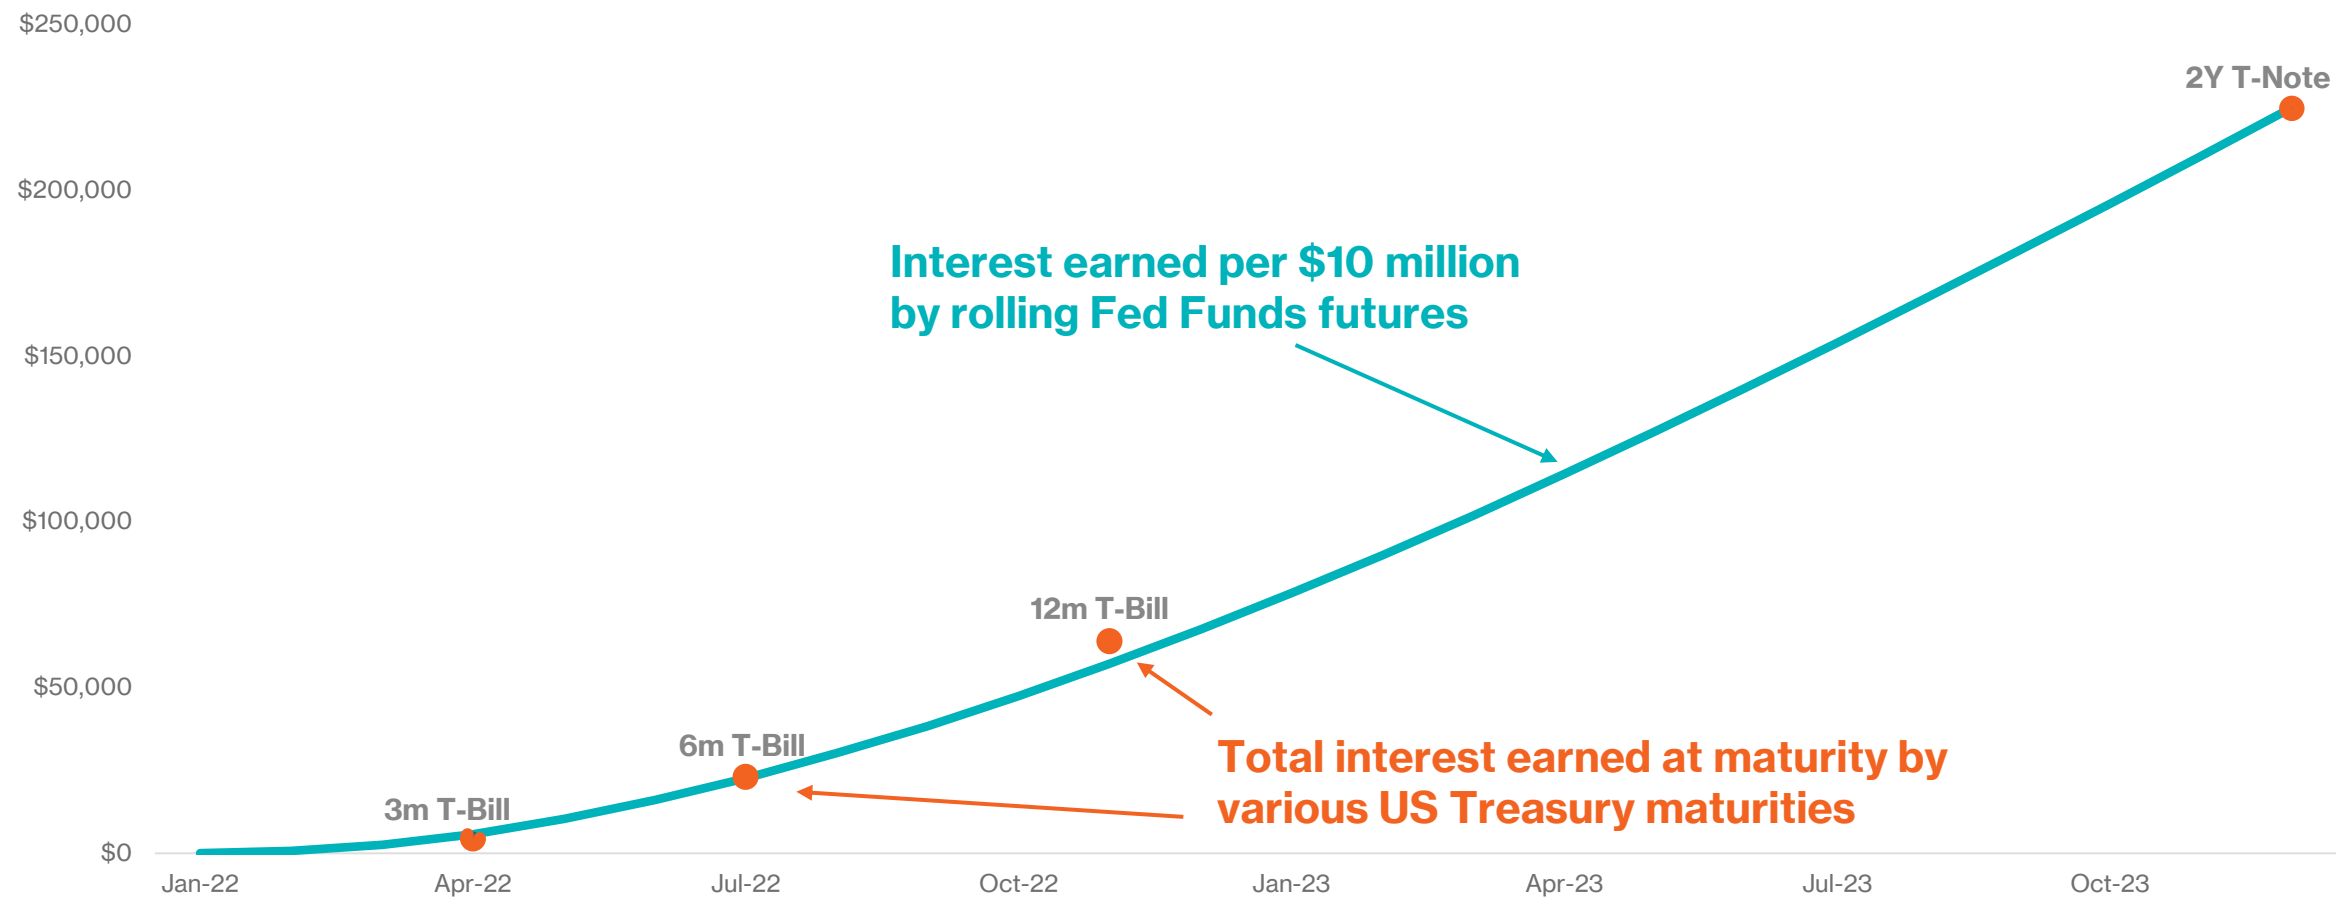 $250,000
2Y T-Note
$200,000
Interest earned per $10 million
by rolling Fed Funds futures
$150,000
$100,000
12m T-Bill
$50,000
6m T-Bill
Total interest earned at maturity by
various US Treasury maturities
3m T-Bill
$0
Jan-22 Apr-22 Jul-22 Oct-22 Jan-23 Apr-23 Jul-23 Oct-23